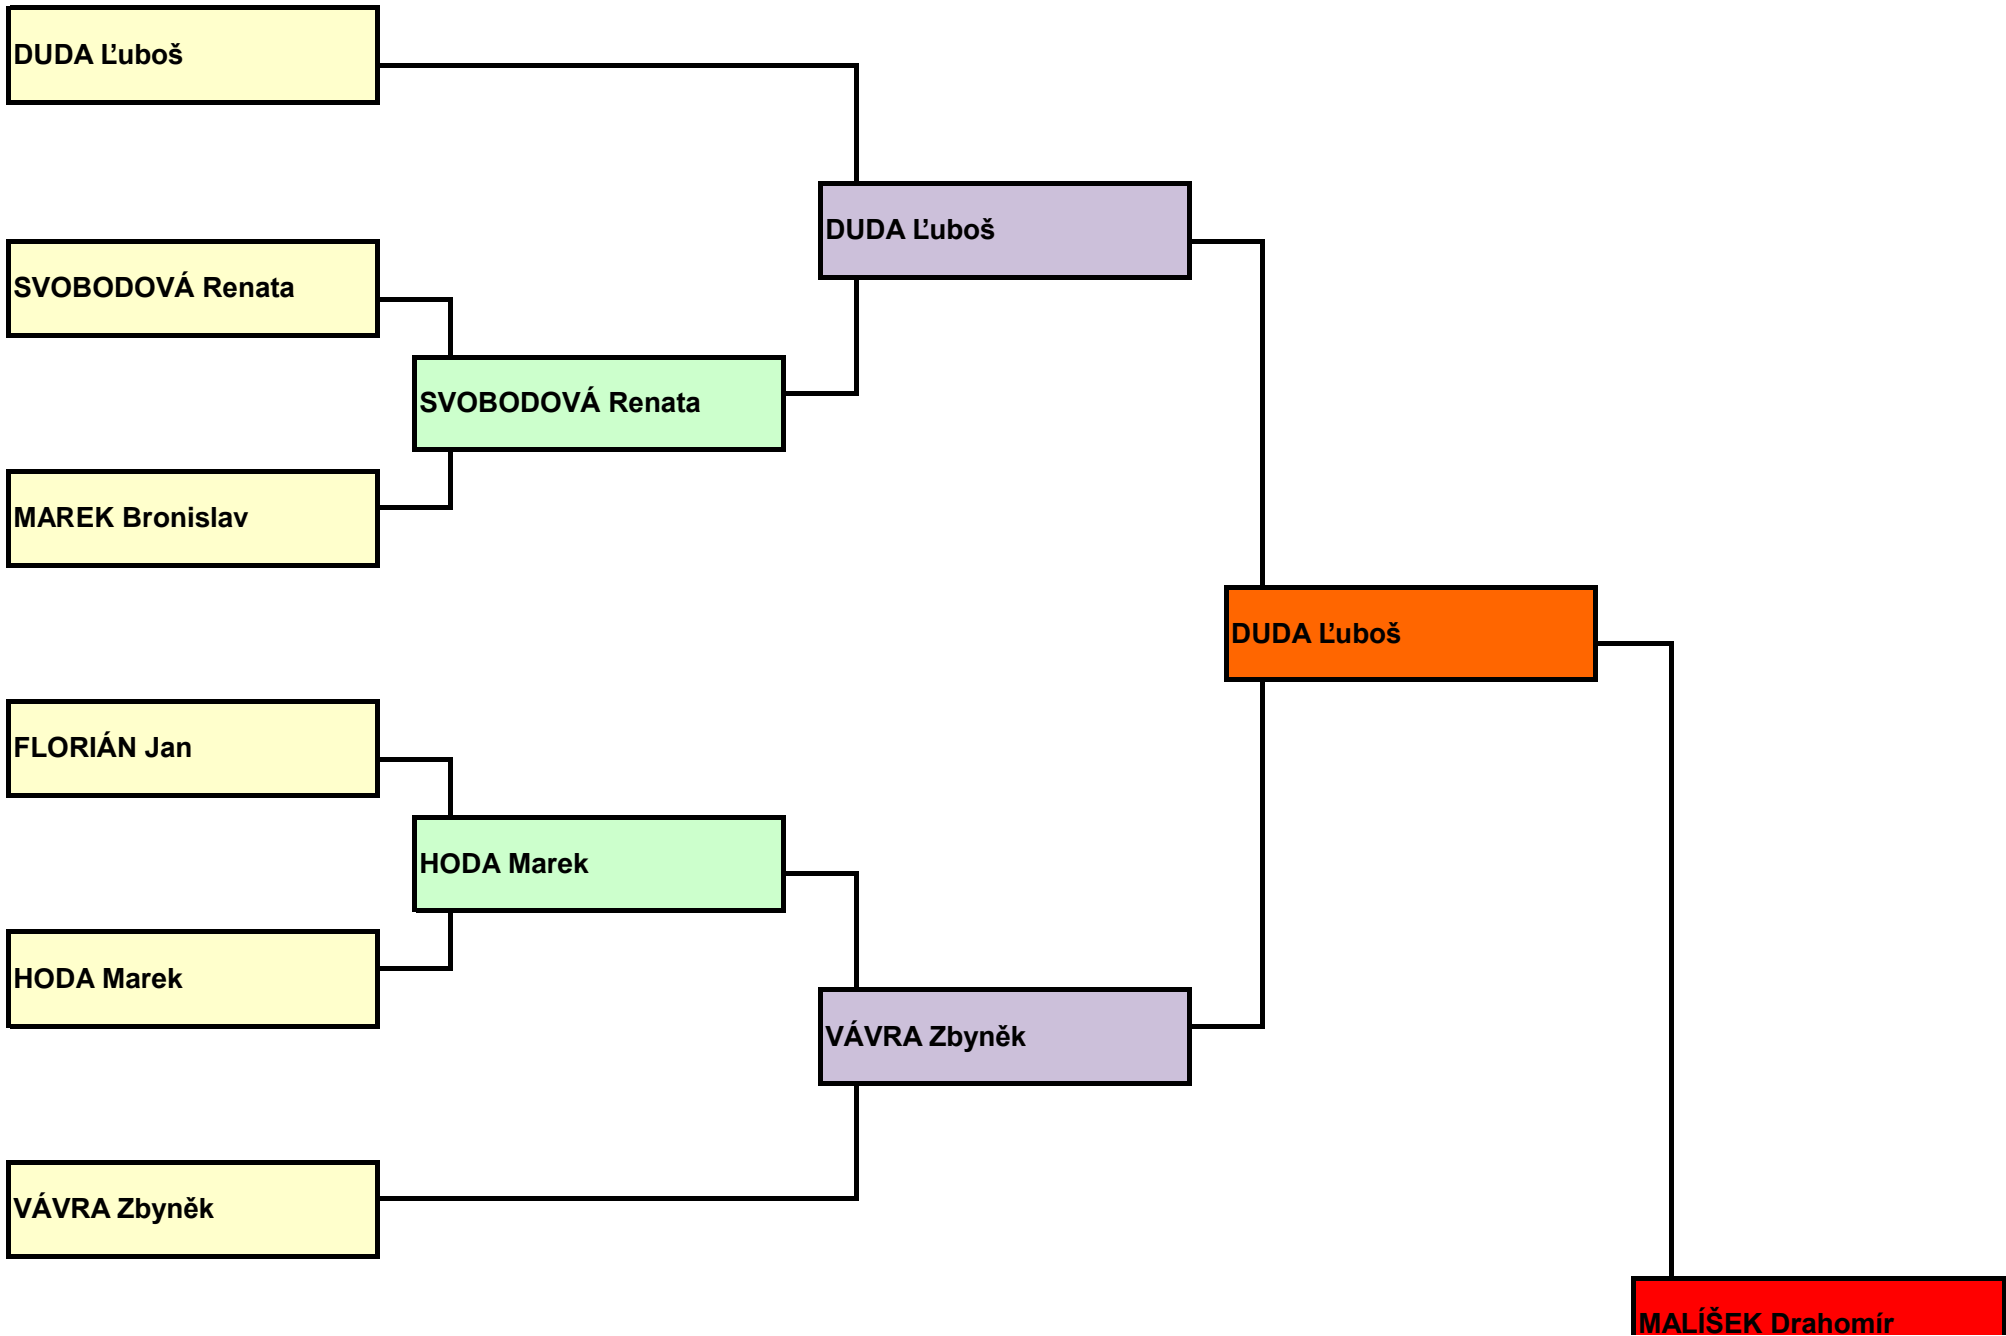 DUDA Ľuboš
DUDA Ľuboš
SVOBODOVÁ Renata
SVOBODOVÁ Renata
MAREK Bronislav
DUDA Ľuboš
FLORIÁN Jan
HODA Marek
HODA Marek
VÁVRA Zbyněk
VÁVRA Zbyněk
MALÍŠEK Drahomír